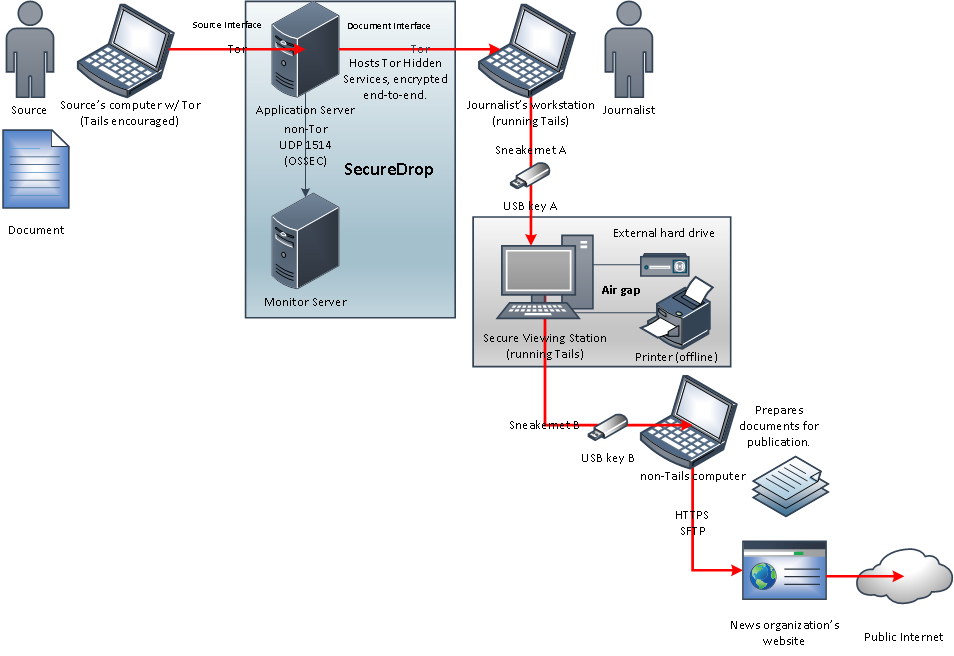 Source Interface
Document Interface
Tor
Tor
Hosts Tor Hidden
Services, encrypted
end-to-end.
Source
Source's computer w/ Tor
(Tails encouraged)
Application Server
Journalist's workstation
(running Tails)
Journalist
non-Tor
UDP 1514
(OSSEC)
SecureDrop
Sneakernet A
USB key A
Document
External hard drive
Air gap
Monitor Server
Secure Viewing Station
(running Tails)
Printer (offline)
Prepares
documents for
publication.
Sneakernet B
USB key B
non-Tails computer
HTTPS
SFTP
News organization's
website
Public Internet